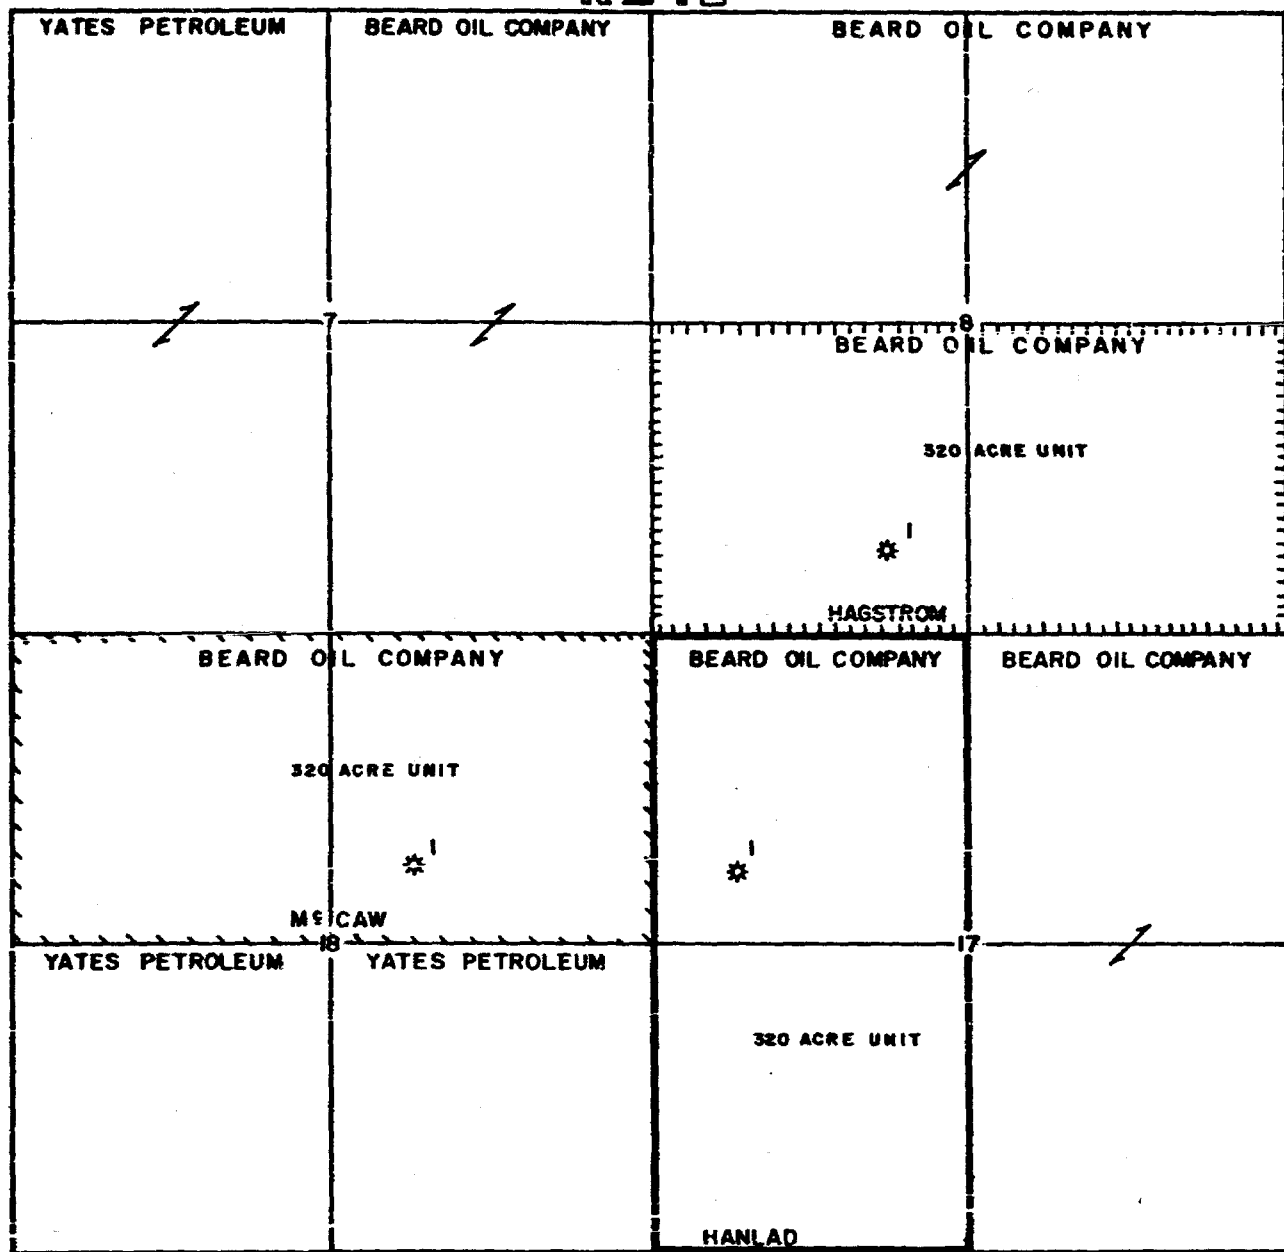 YATES PETROLEUM BEARD OIL COMPANY BEARD OIL COMPANY
7 8
BEARD OIL COMPANY
320 ACRE UNIT
1
HAGSTROM
BEARD OIL COMPANY BEARD OIL COMPANY BEARD OIL COMPANY
320 ACRE UNIT
1 1
McCAW
18 17
YATES PETROLEUM YATES PETROLEUM
320 ACRE UNIT
HANLAD